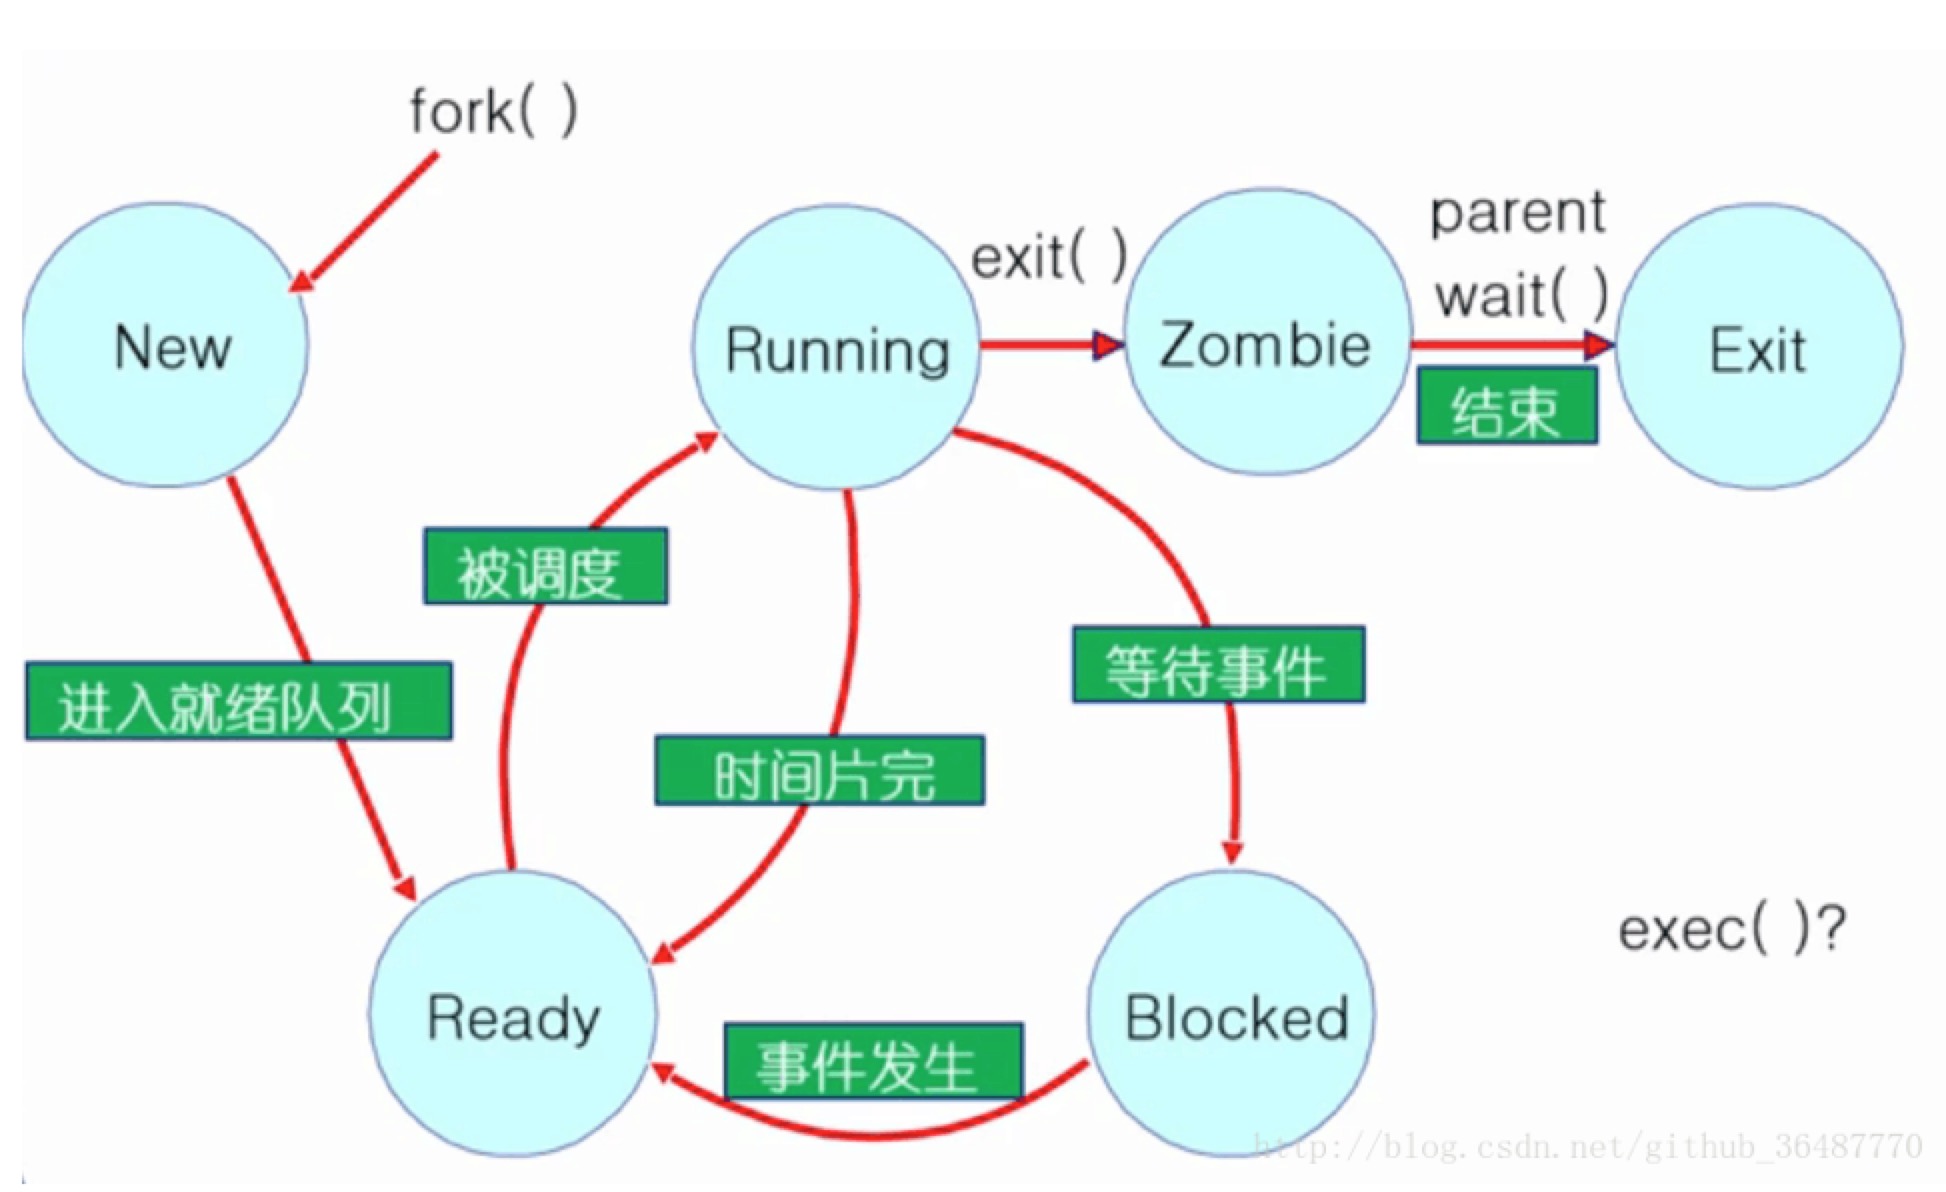 fork( )
parent
exit( )
wait( )
New
Running
Zombie
Exit
结束
被调度
等待事件
进入就绪队列
时间片完
exec( )?
Ready
Blocked
事件发生
http://blog.csdn.net/github_36487770